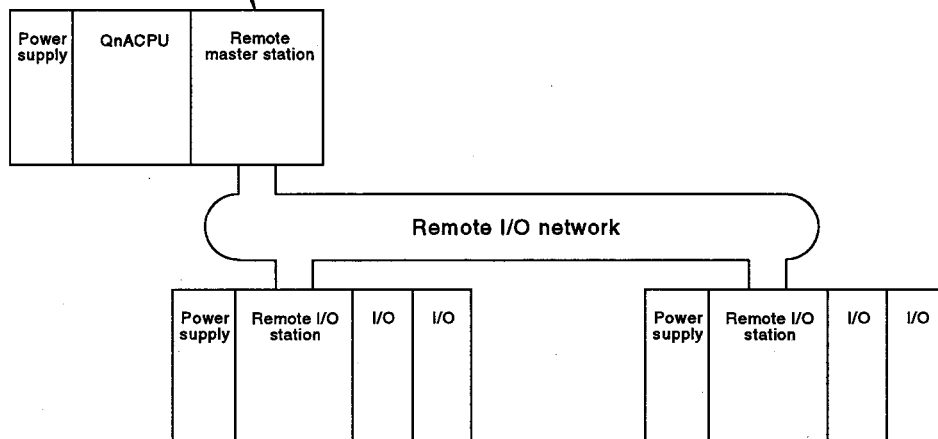 Power
supply
QnACPU
Remote
master station
Remote I/O network
Power
supply
Remote I/O
station
I/O
I/O
Power
supply
Remote I/O
station
I/O
I/O